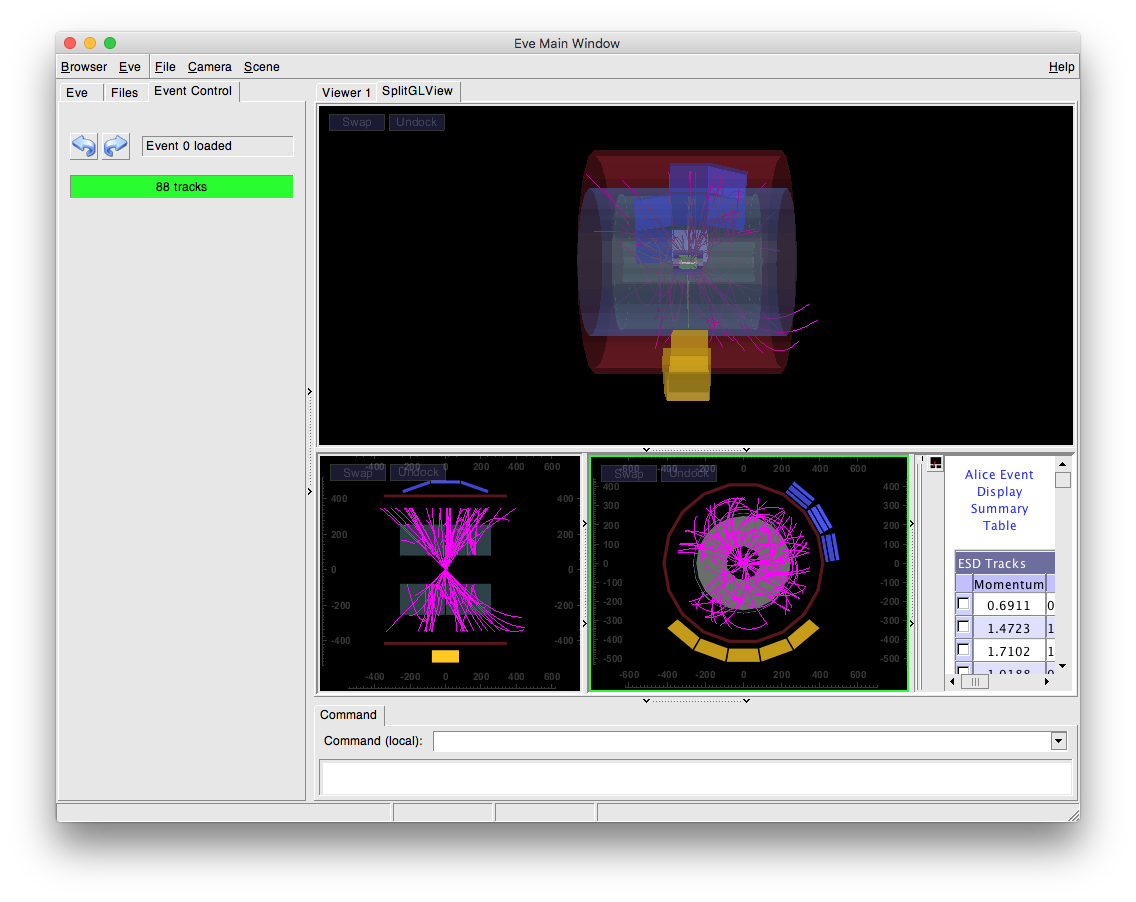 Eve Main Window
Browser Eve File Camera Scene Help
Eve Files Event Control
Viewer 1 SplitGLView
Swap Undock
Event 0 loaded
88 tracks
Swap Undock
-400 -200 0 200 400 600
400
200
0
-200
-400
400
200
0
-200
-400
-400 -200 0 200 400 600
Swap Undock
-600 -400 -200 0 200 400 600
400
300
200
100
0
-100
-200
-300
-400
-500
400
300
200
100
0
-100
-200
-300
-400
-500
-600 -400 -200 0 200 400 600
Alice Event
Display
Summary
Table
ESD Tracks
Momentum
0.6911 0
1.4723 1
1.7102 1
Command
Command (local):